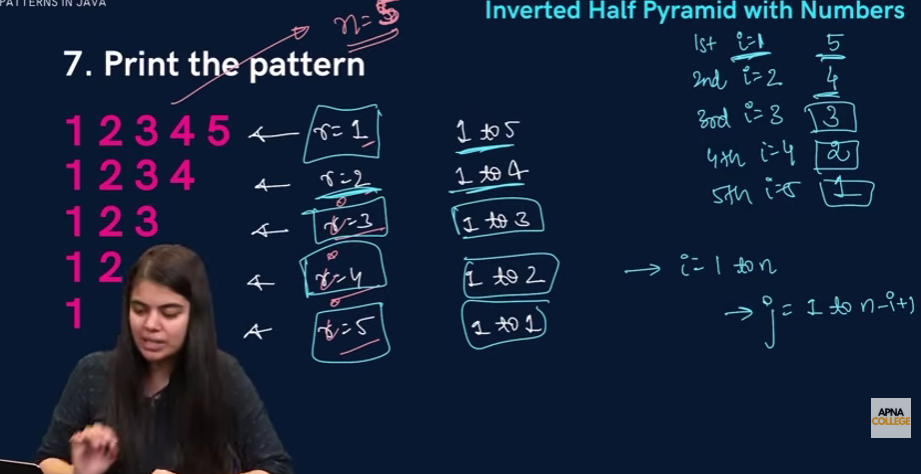 PATTERNS IN JAVA
Inverted Half Pyramid with Numbers
n=5
7. Print the pattern
1 2 3 4 5 ← r=1 1 to 5
1 2 3 4 ← r=2 1 to 4
1 2 3 ← r=3 1 to 3
1 2 ← r=4 1 to 2
1 ← r=5 1 to 1
1st i=1 5
2nd i=2 4
3rd i=3 3
4th i=4 2
5th i=5 1
→ i=1 to n
→ j=1 to n-i+1
APNA
COLLEGE